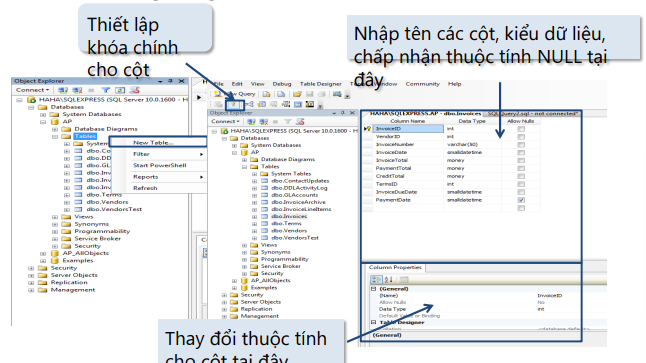 Thiết lập
khóa chính
cho cột
Nhập tên các cột, kiểu dữ liệu,
chấp nhận thuộc tính NULL tại
đây
Object Explorer
Connect
HAHA\SQLEXPRESS (SQL Server 10.0.1600 - H
Databases
System Databases
AP
Database Diagrams
Tables
System
dbo.Co
dbo.DD
dbo.GL
dbo.Inv
dbo.Inv
dbo.Inv
dbo.Terms
dbo.Vendors
dbo.VendorsTest
Views
Synonyms
Programmability
Service Broker
Security
AP_AllObjects
Examples
Security
Server Objects
Replication
Management
New Table...
Filter
Start PowerShell
Reports
Refresh
File Edit View Debug Table Designer Window Community Help
Query
Object Explorer
Connect
HAHA\SQLEXPRESS (SQL Server 10.0.1600 - H
Databases
System Databases
AP
Database Diagrams
Tables
System Tables
dbo.ContactUpdates
dbo.DDLActivityLog
dbo.GLAccounts
dbo.InvoiceArchive
dbo.InvoiceLineItems
dbo.Invoices
dbo.Terms
dbo.Vendors
dbo.VendorsTest
Views
Synonyms
Programmability
Service Broker
Security
AP_AllObjects
Examples
Security
Server Objects
Replication
Management
HAHA\SQLEXPRESS.AP - dbo.Invoices SQLQuery2.sql - not connected*
Column Name Data Type Allow Nulls
InvoiceID int
VendorID int
InvoiceNumber varchar(50)
InvoiceDate smalldatetime
InvoiceTotal money
PaymentTotal money
CreditTotal money
TermsID int
InvoiceDueDate smalldatetime
PaymentDate smalldatetime
Column Properties
(General)
(Name) InvoiceID
Allow Nulls No
Data Type int
Default Value or Binding
Table Designer
<database default>
(General)
Thay đổi thuộc tính
cho cột tại đây